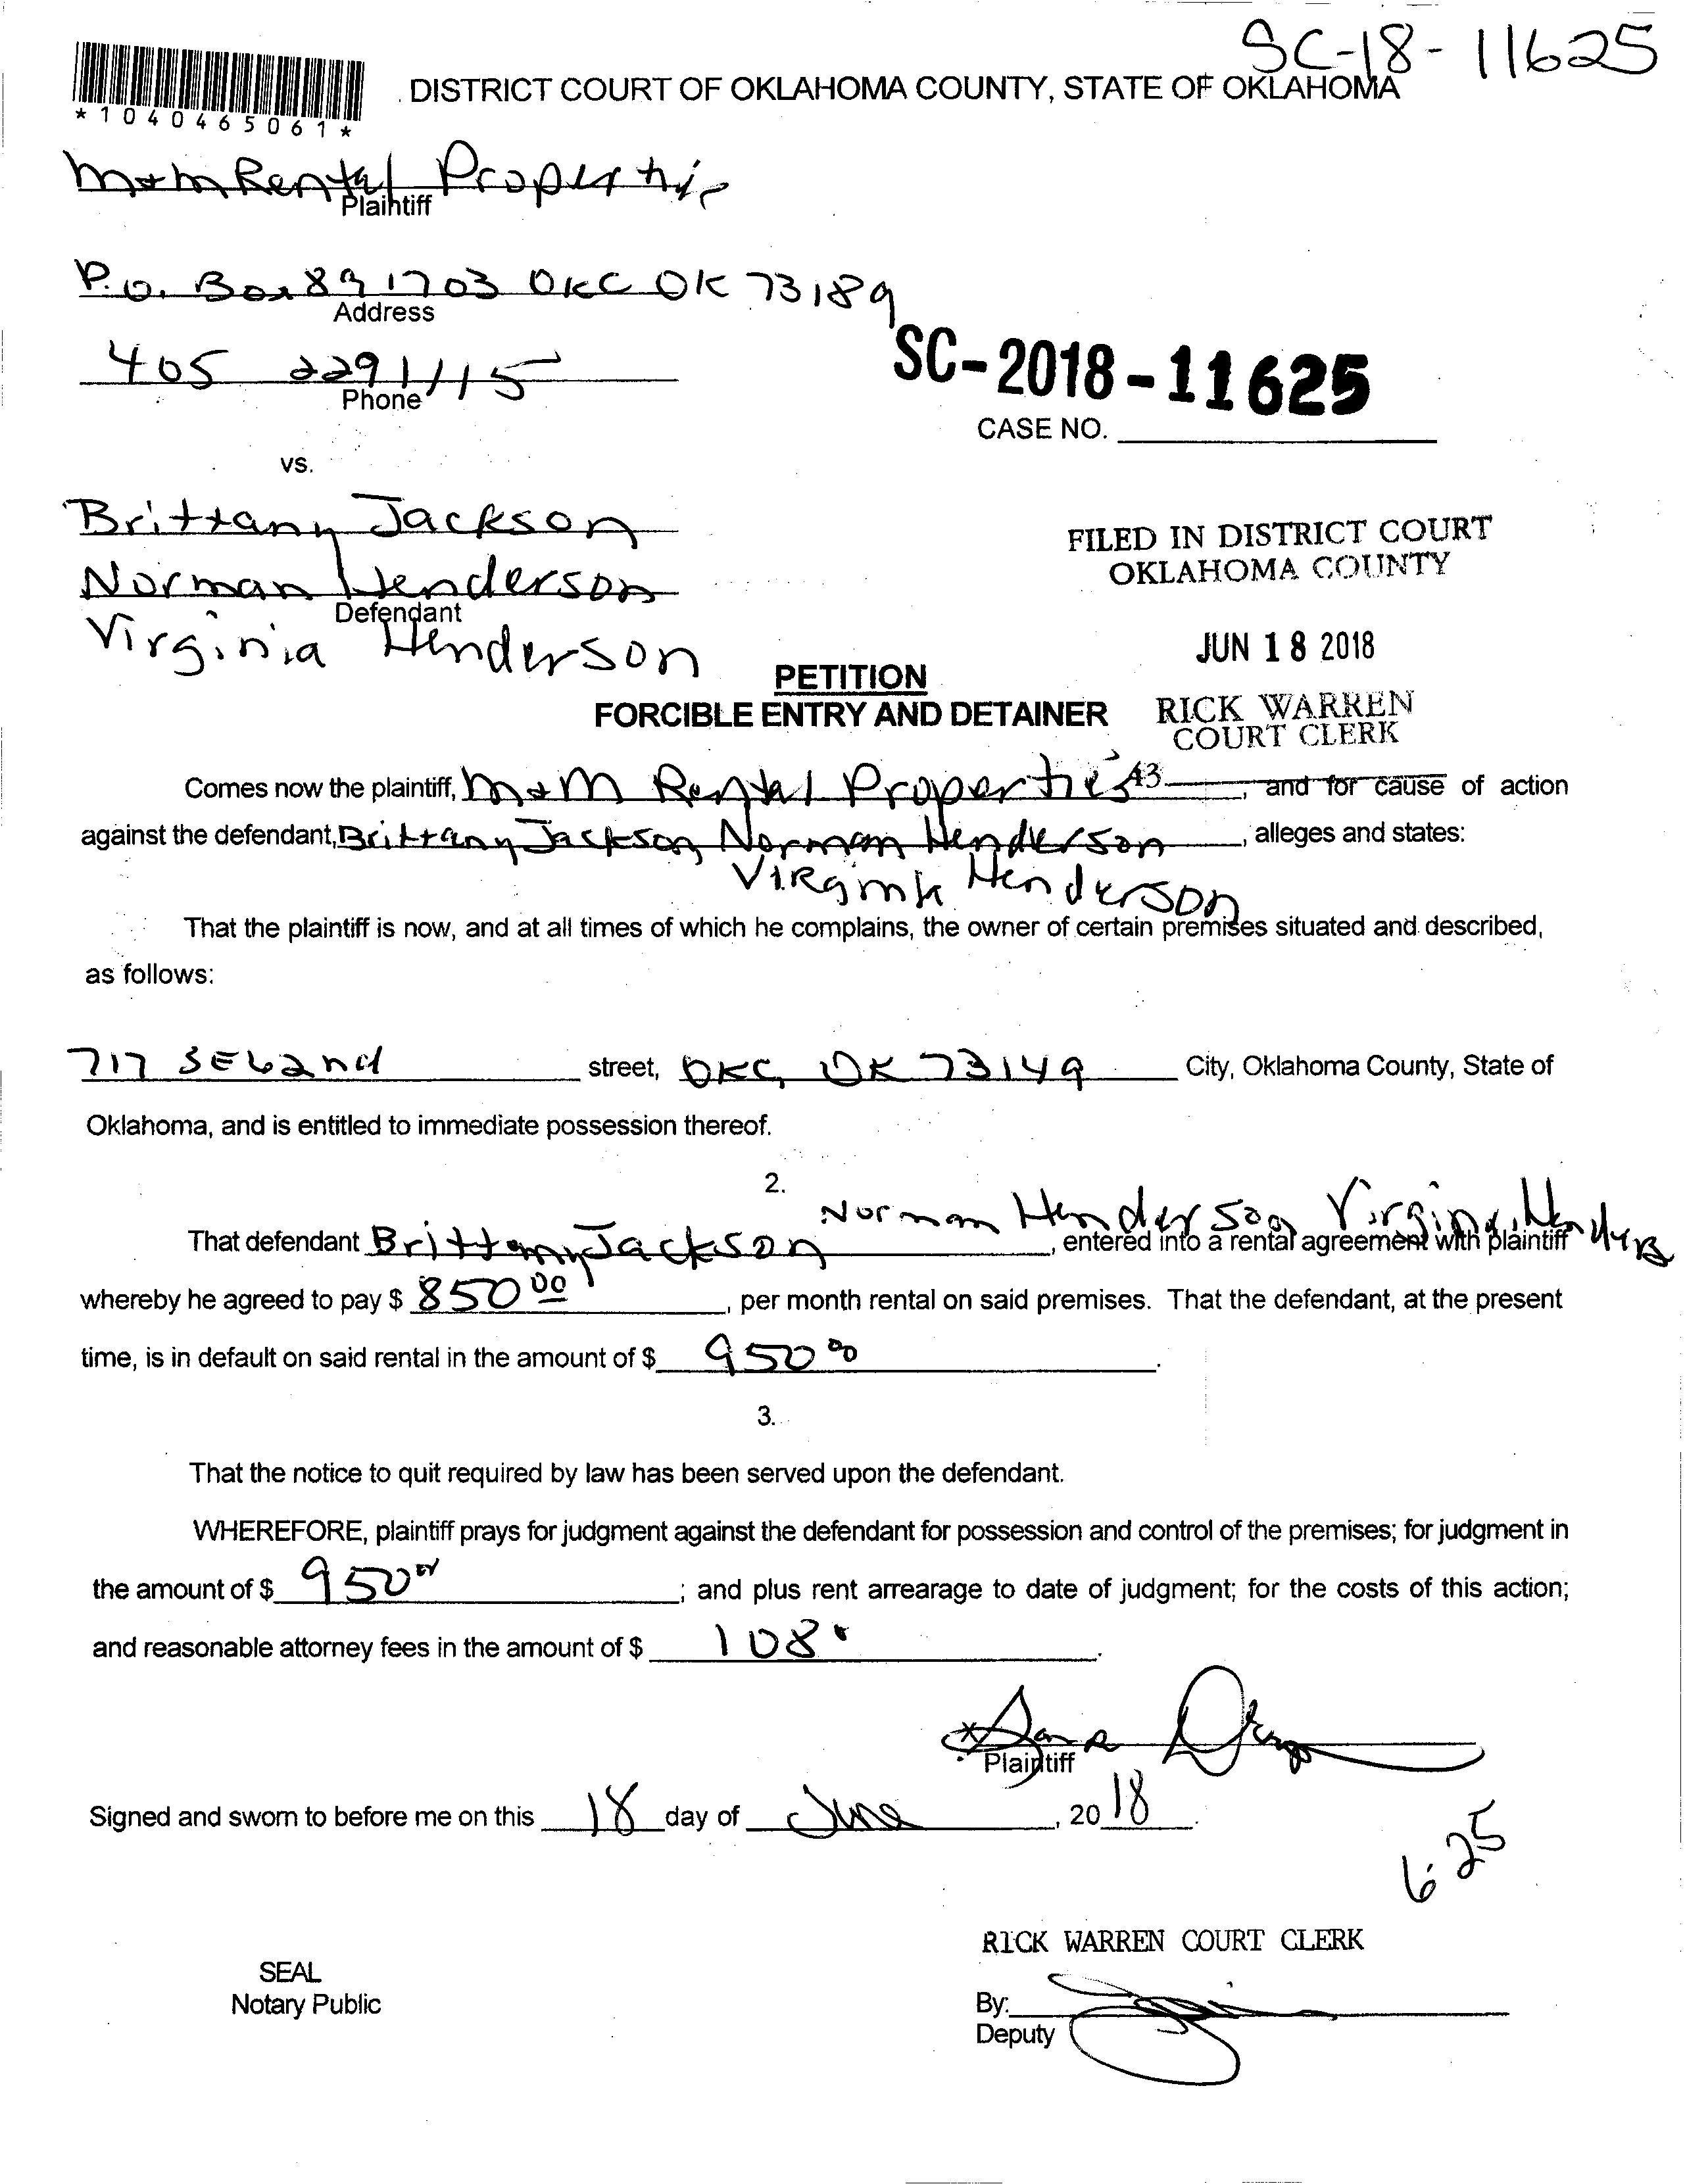 SC-18-11625
DISTRICT COURT OF OKLAHOMA COUNTY, STATE OF OKLAHOMA
*1040465061*
M+M Rental Properties
Plaintiff
P.O. Box 891703 OKC OK 73189
Address
405 2291115
Phone
SC-2018-11625
CASE NO.
vs.
Brittany Jackson
Norman Henderson
Defendant
Virginia Henderson
FILED IN DISTRICT COURT
OKLAHOMA COUNTY
JUN 18 2018
RICK WARREN
COURT CLERK
PETITION
FORCIBLE ENTRY AND DETAINER
Comes now the plaintiff, M+M Rental Properties 43, and for cause of action
against the defendant, Brittany Jackson Norman Henderson, alleges and states:
Virginia Henderson
That the plaintiff is now, and at all times of which he complains, the owner of certain premises situated and described,
as follows:
717 SE 62nd street, OKC, OK 73149 City, Oklahoma County, State of
Oklahoma, and is entitled to immediate possession thereof.
2.
Norman Henderson Virginia
That defendant Brittany Jackson, entered into a rental agreement with plaintiff
whereby he agreed to pay $ 850 00, per month rental on said premises. That the defendant, at the present
time, is in default on said rental in the amount of $ 950 00.
3.
That the notice to quit required by law has been served upon the defendant.
WHEREFORE, plaintiff prays for judgment against the defendant for possession and control of the premises; for judgment in
the amount of $ 950 00; and plus rent arrearage to date of judgment; for the costs of this action;
and reasonable attorney fees in the amount of $ 108.
Plaintiff
Signed and sworn to before me on this 18 day of June, 2018.
6.25
RICK WARREN COURT CLERK
SEAL
Notary Public
By:
Deputy